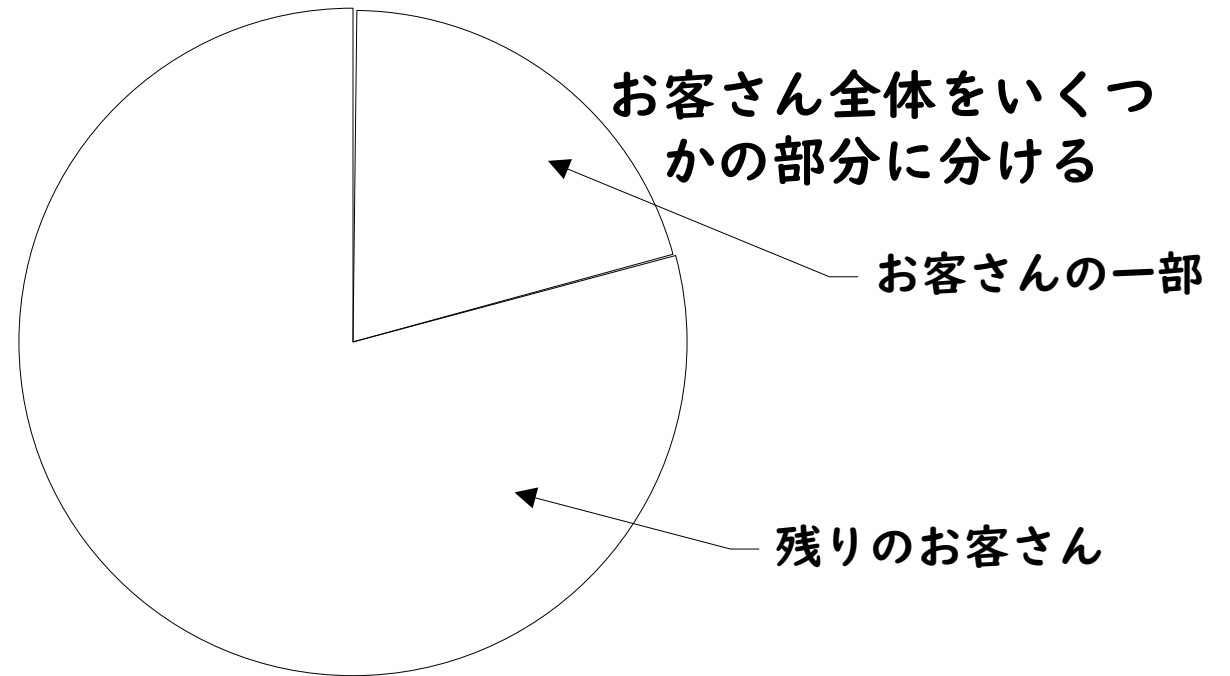 お客さん全体をいくつ
かの部分に分ける
お客さんの一部
残りのお客さん